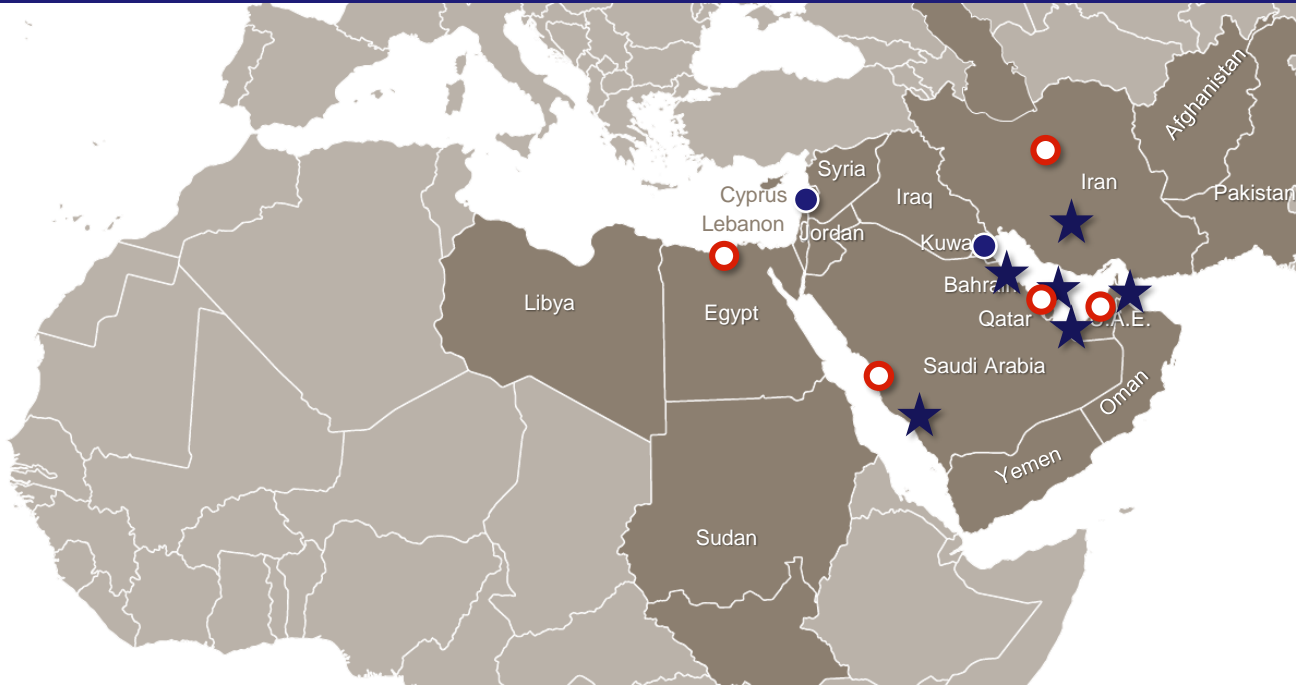 Afghanistan
Syria
Iran
Iraq
Pakistan
Cyprus
Lebanon
Jordan
Kuwa
Bahrain
Libya
Egypt
Qatar
U.A.E.
Saudi Arabia
Oman
Yemen
Sudan